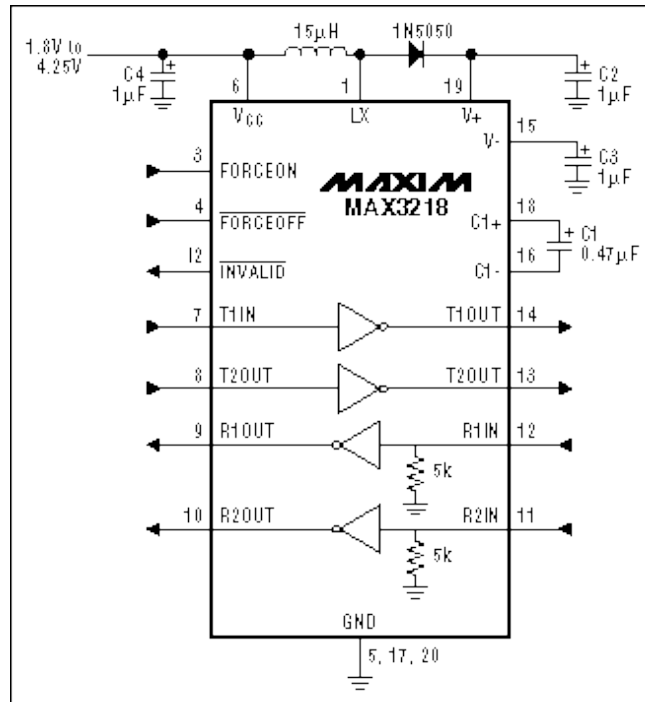 1.8V to
4.25V
15µH
1N5050
C4
1µF
6
1
19
C2
1µF
VCC
LX
V+
V-
15
C3
1µF
3
FORCEON
MAXIM
MAX3218
4
FORCEOFF
C1+
18
C1
0.47µF
12
INVALID
C1-
16
7
T1IN
T1OUT
14
8
T2OUT
T2OUT
13
9
R1OUT
R1IN
12
5k
10
R2OUT
R2IN
11
5k
GND
5, 17, 20